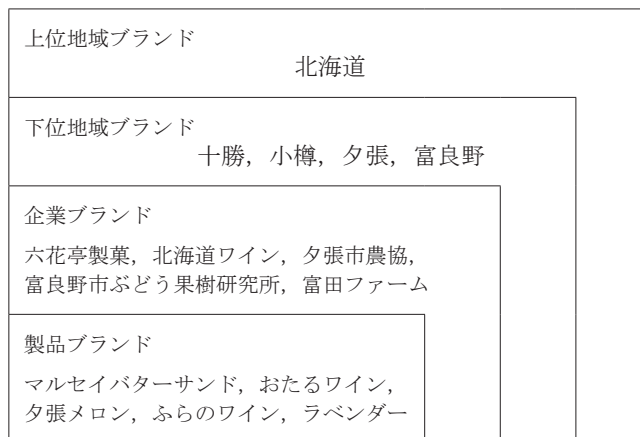 上位地域ブランド
北海道
下位地域ブランド
十勝，小樽，夕張，富良野
企業ブランド
六花亭製菓，北海道ワイン，夕張市農協，
富良野市ぶどう果樹研究所，富田ファーム
製品ブランド
マルセイバターサンド，おたるワイン，
夕張メロン，ふらのワイン，ラベンダー